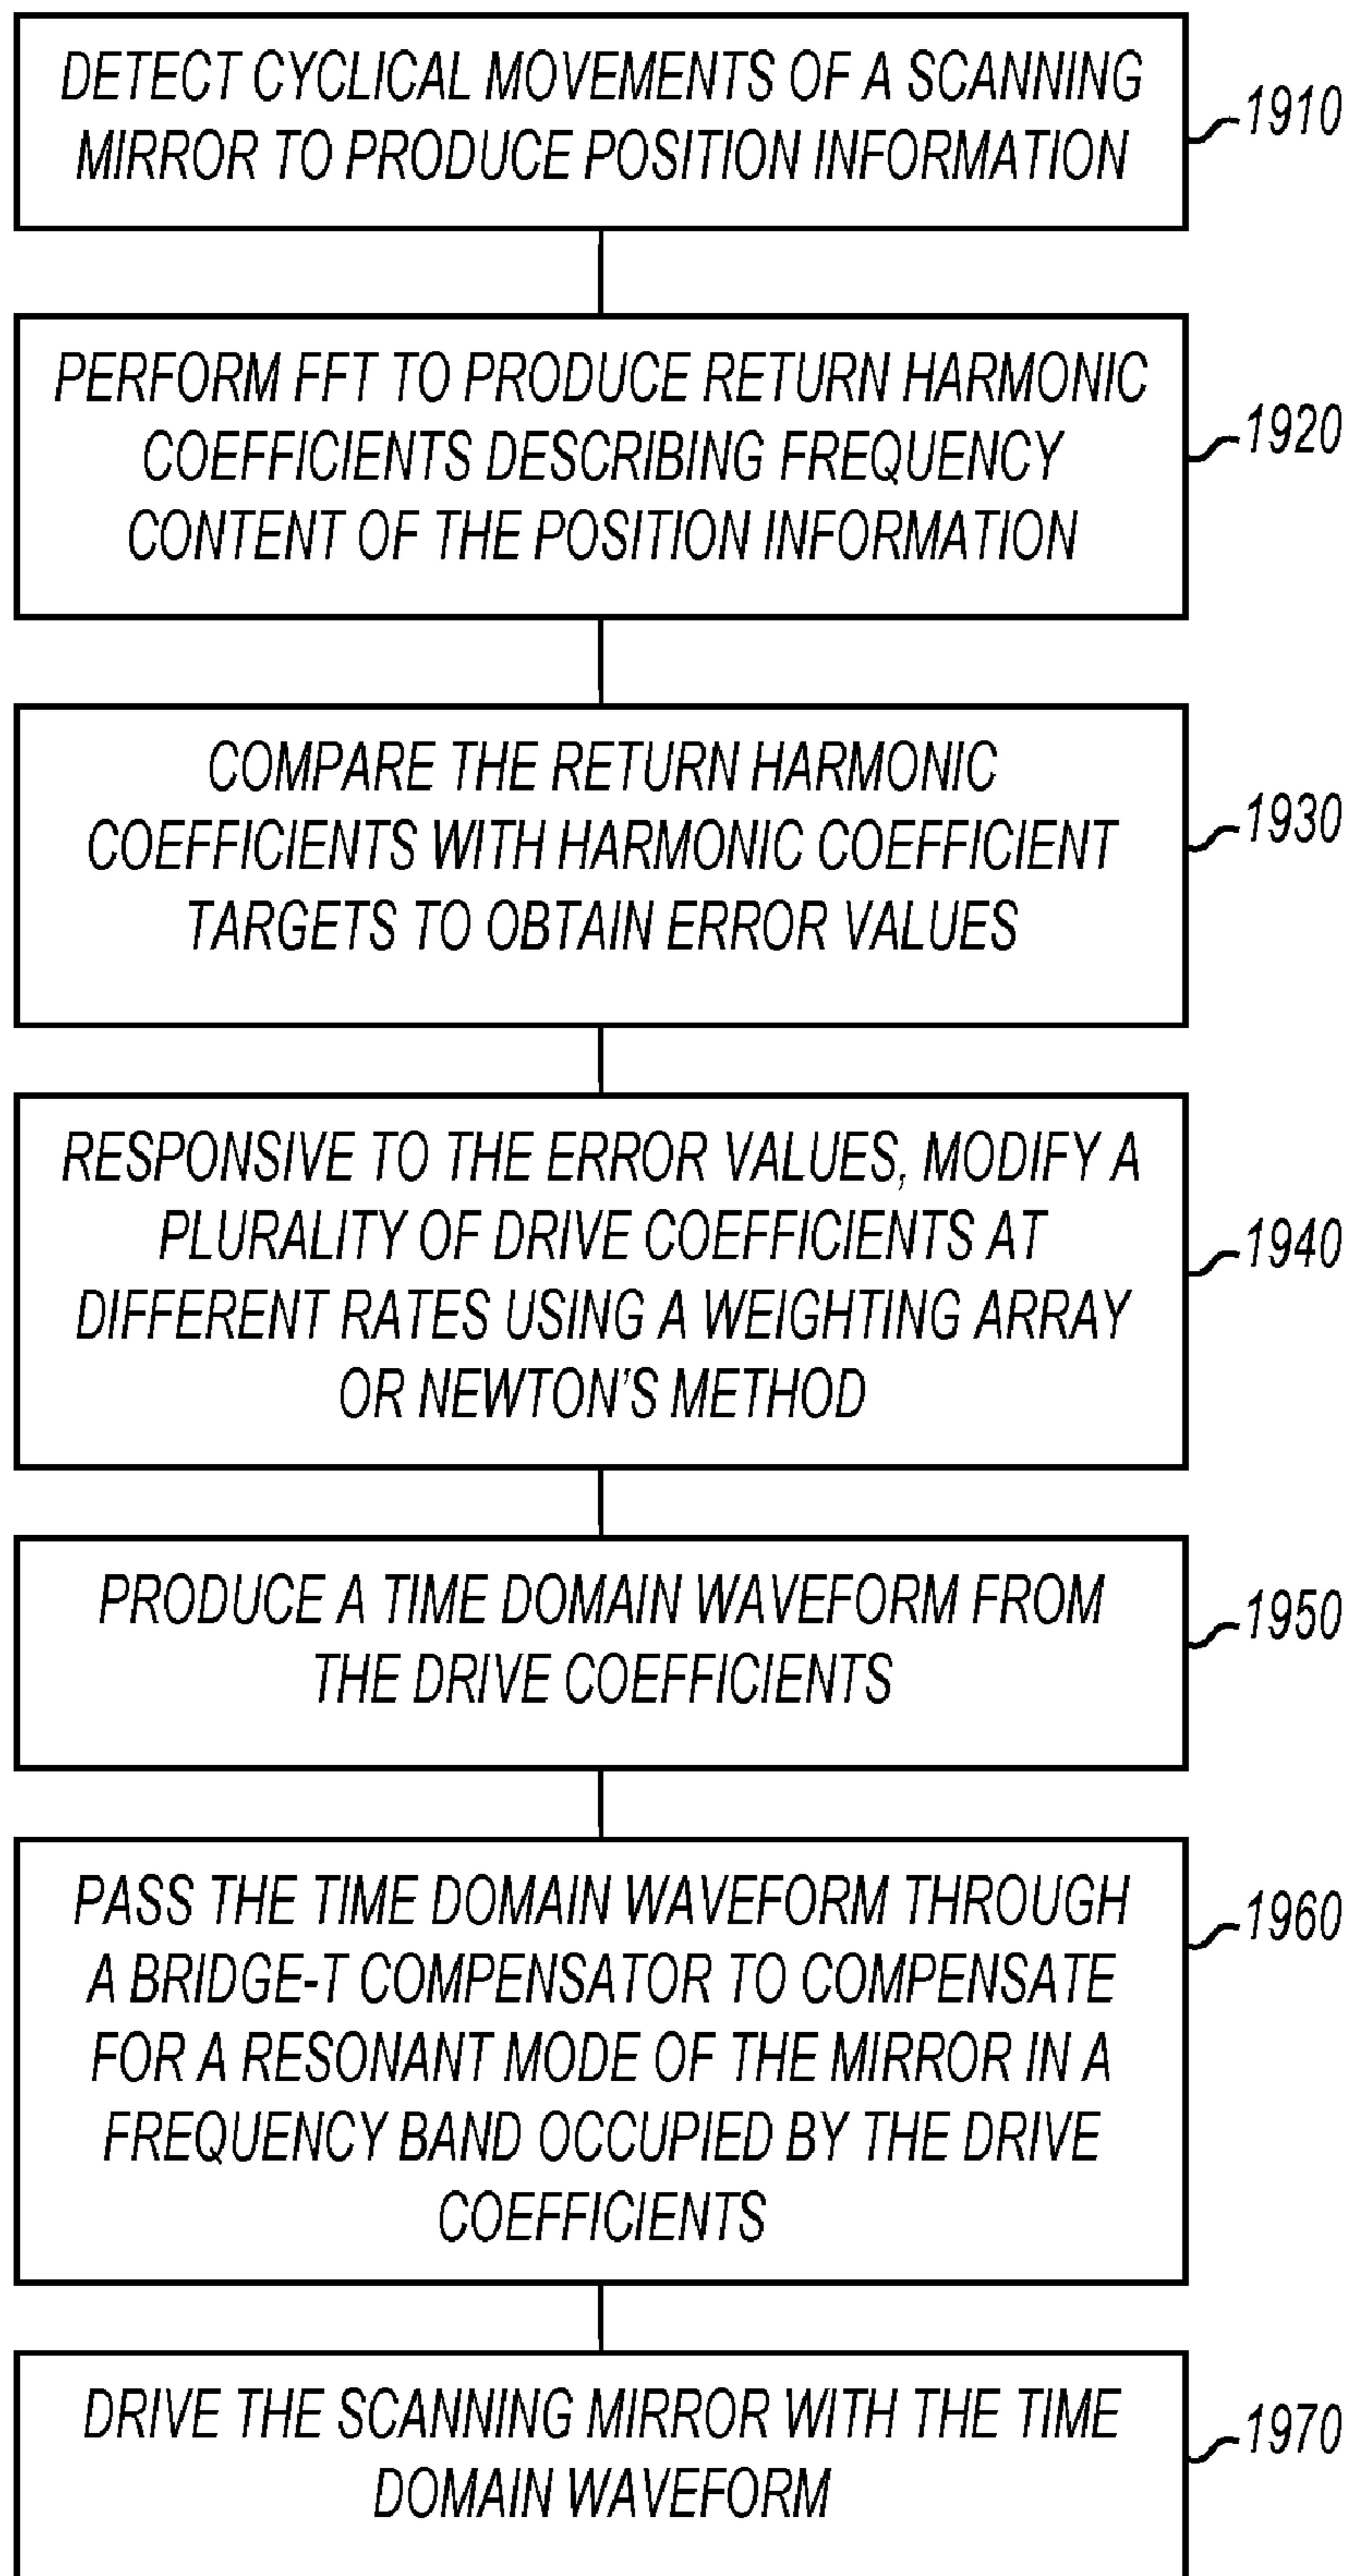 DETECT CYCLICAL MOVEMENTS OF A SCANNING
MIRROR TO PRODUCE POSITION INFORMATION
1910
PERFORM FFT TO PRODUCE RETURN HARMONIC
COEFFICIENTS DESCRIBING FREQUENCY
CONTENT OF THE POSITION INFORMATION
1920
COMPARE THE RETURN HARMONIC
COEFFICIENTS WITH HARMONIC COEFFICIENT
TARGETS TO OBTAIN ERROR VALUES
1930
RESPONSIVE TO THE ERROR VALUES, MODIFY A
PLURALITY OF DRIVE COEFFICIENTS AT
DIFFERENT RATES USING A WEIGHTING ARRAY
OR NEWTON'S METHOD
1940
PRODUCE A TIME DOMAIN WAVEFORM FROM
THE DRIVE COEFFICIENTS
1950
PASS THE TIME DOMAIN WAVEFORM THROUGH
A BRIDGE-T COMPENSATOR TO COMPENSATE
FOR A RESONANT MODE OF THE MIRROR IN A
FREQUENCY BAND OCCUPIED BY THE DRIVE
COEFFICIENTS
1960
DRIVE THE SCANNING MIRROR WITH THE TIME
DOMAIN WAVEFORM
1970